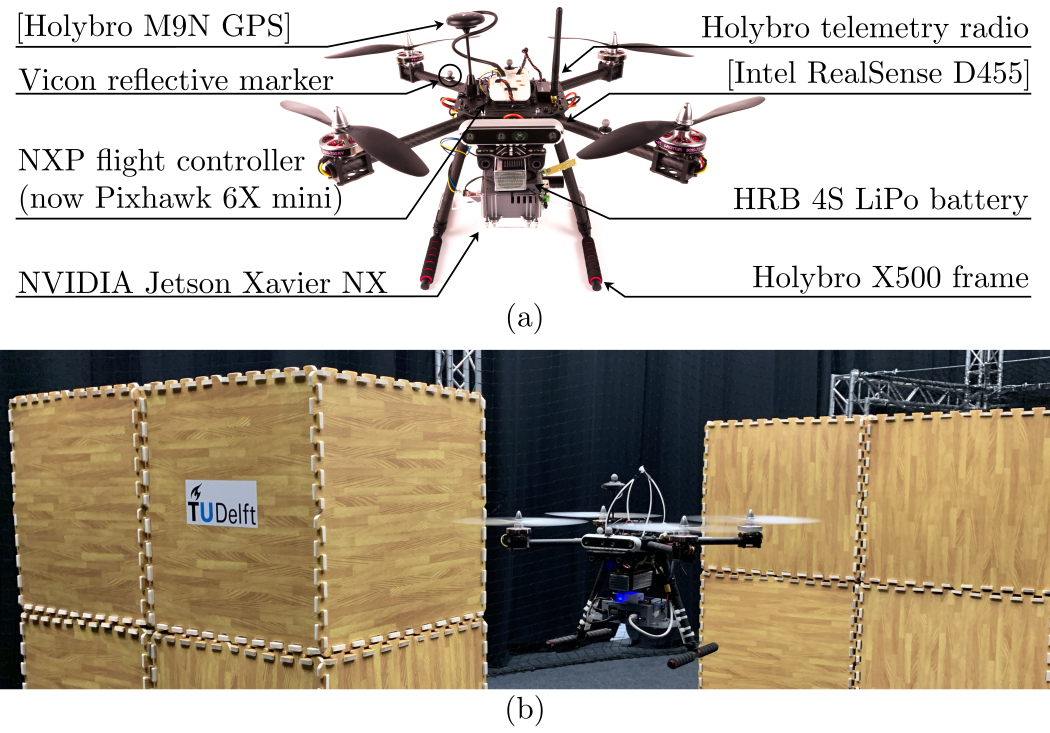 [Holybro M9N GPS]
Holybro telemetry radio
Vicon reflective marker
[Intel RealSense D455]
NXP flight controller
(now Pixhawk 6X mini)
HRB 4S LiPo battery
NVIDIA Jetson Xavier NX
Holybro X500 frame
(a)
TUDelft
(b)